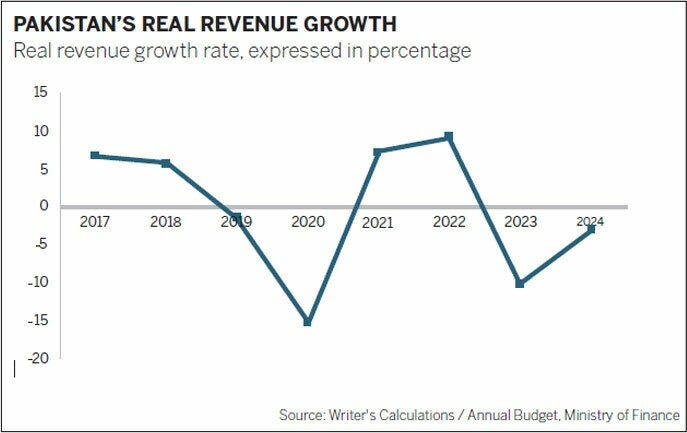 PAKISTAN'S REAL REVENUE GROWTH
Real revenue growth rate, expressed in percentage
15
10
5
0
-5
-10
-15
-20
2017 2018 2019 2020 2021 2022 2023 2024
Source: Writer's Calculations / Annual Budget, Ministry of Finance